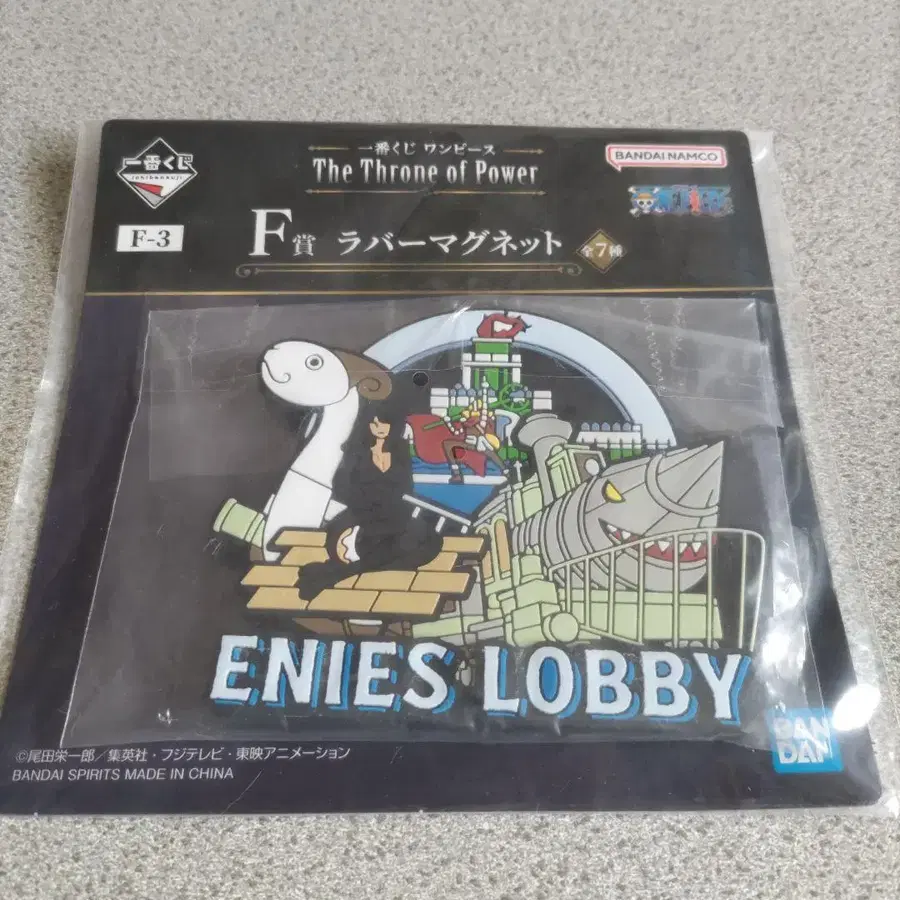 一番くじ
ichibankuji
一番くじ ワンピース
The Throne of Power
BANDAI NAMCO
F-3
F賞 ラバーマグネット 全7種
ENIES LOBBY
BANDAI
©尾田栄一郎／集英社・フジテレビ・東映アニメーション
BANDAI SPIRITS MADE IN CHINA